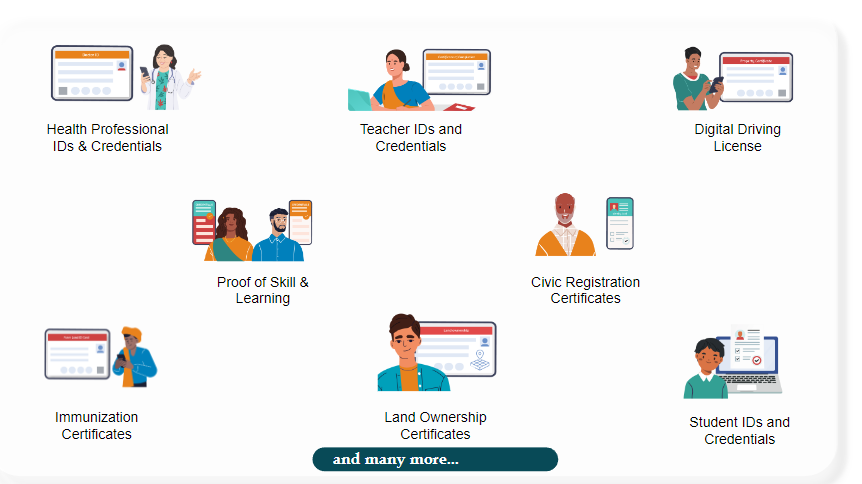 Health Professional
IDs & Credentials
Teacher IDs and
Credentials
Digital Driving
License
Proof of Skill &
Learning
Civic Registration
Certificates
Immunization
Certificates
Land Ownership
Certificates
Student IDs and
Credentials
and many more...